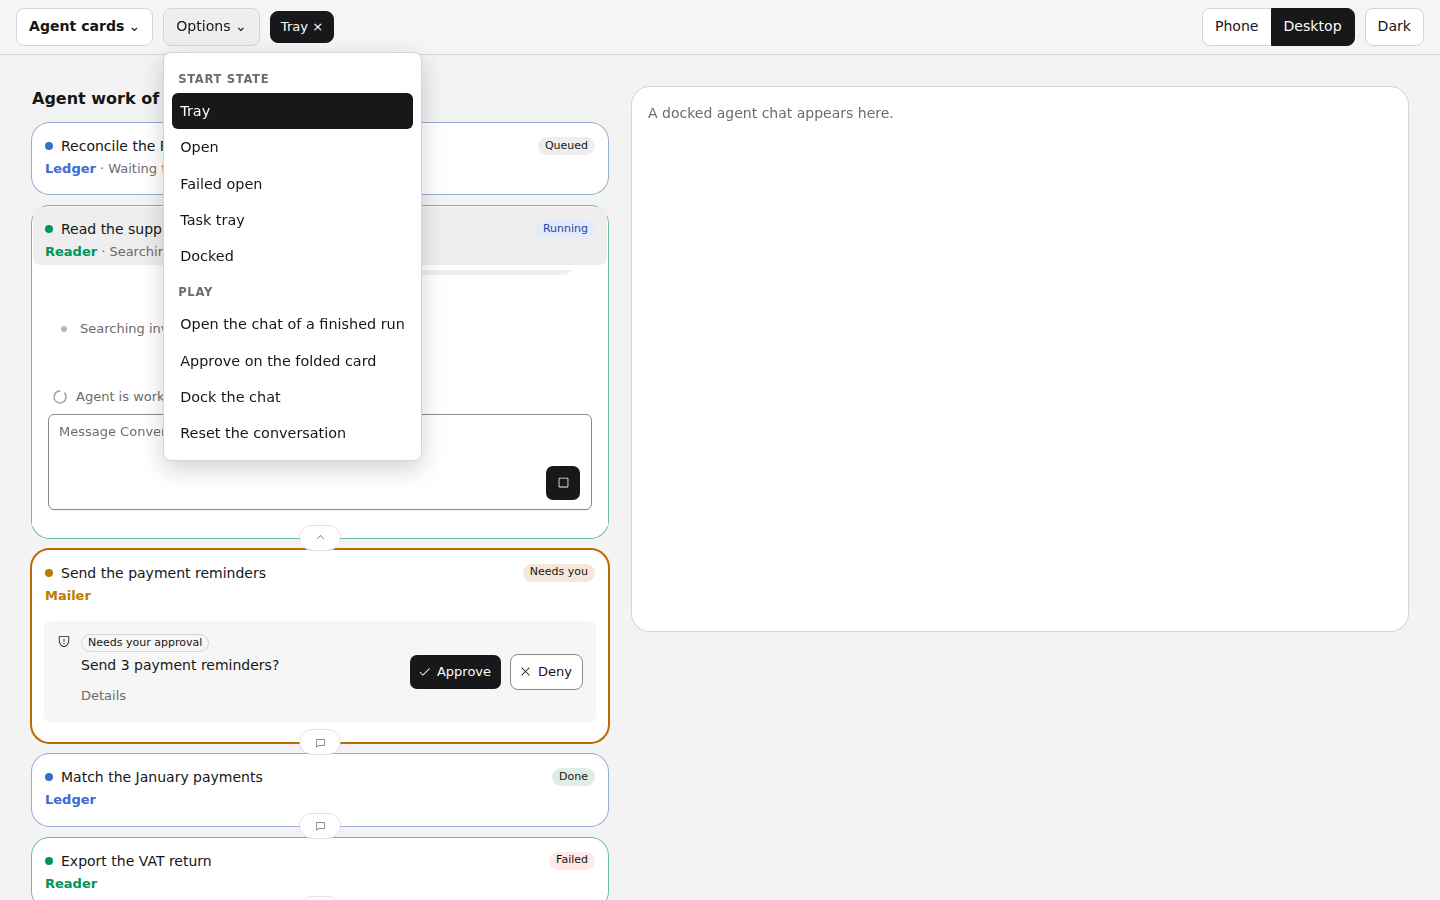 Agent cards
Options
Tray ×
Phone
Desktop
Dark
START STATE
Tray
Open
Failed open
Task tray
Docked
PLAY
Open the chat of a finished run
Approve on the folded card
Dock the chat
Reset the conversation
Agent work of
Reconcile the
Queued
Ledger · Waiting
Read the supp
Running
Reader · Searchin
Searching inv
Agent is work
Message Conver
Send the payment reminders
Needs you
Mailer
Needs your approval
Send 3 payment reminders?
Approve
Deny
Details
Match the January payments
Done
Ledger
Export the VAT return
Failed
Reader
A docked agent chat appears here.